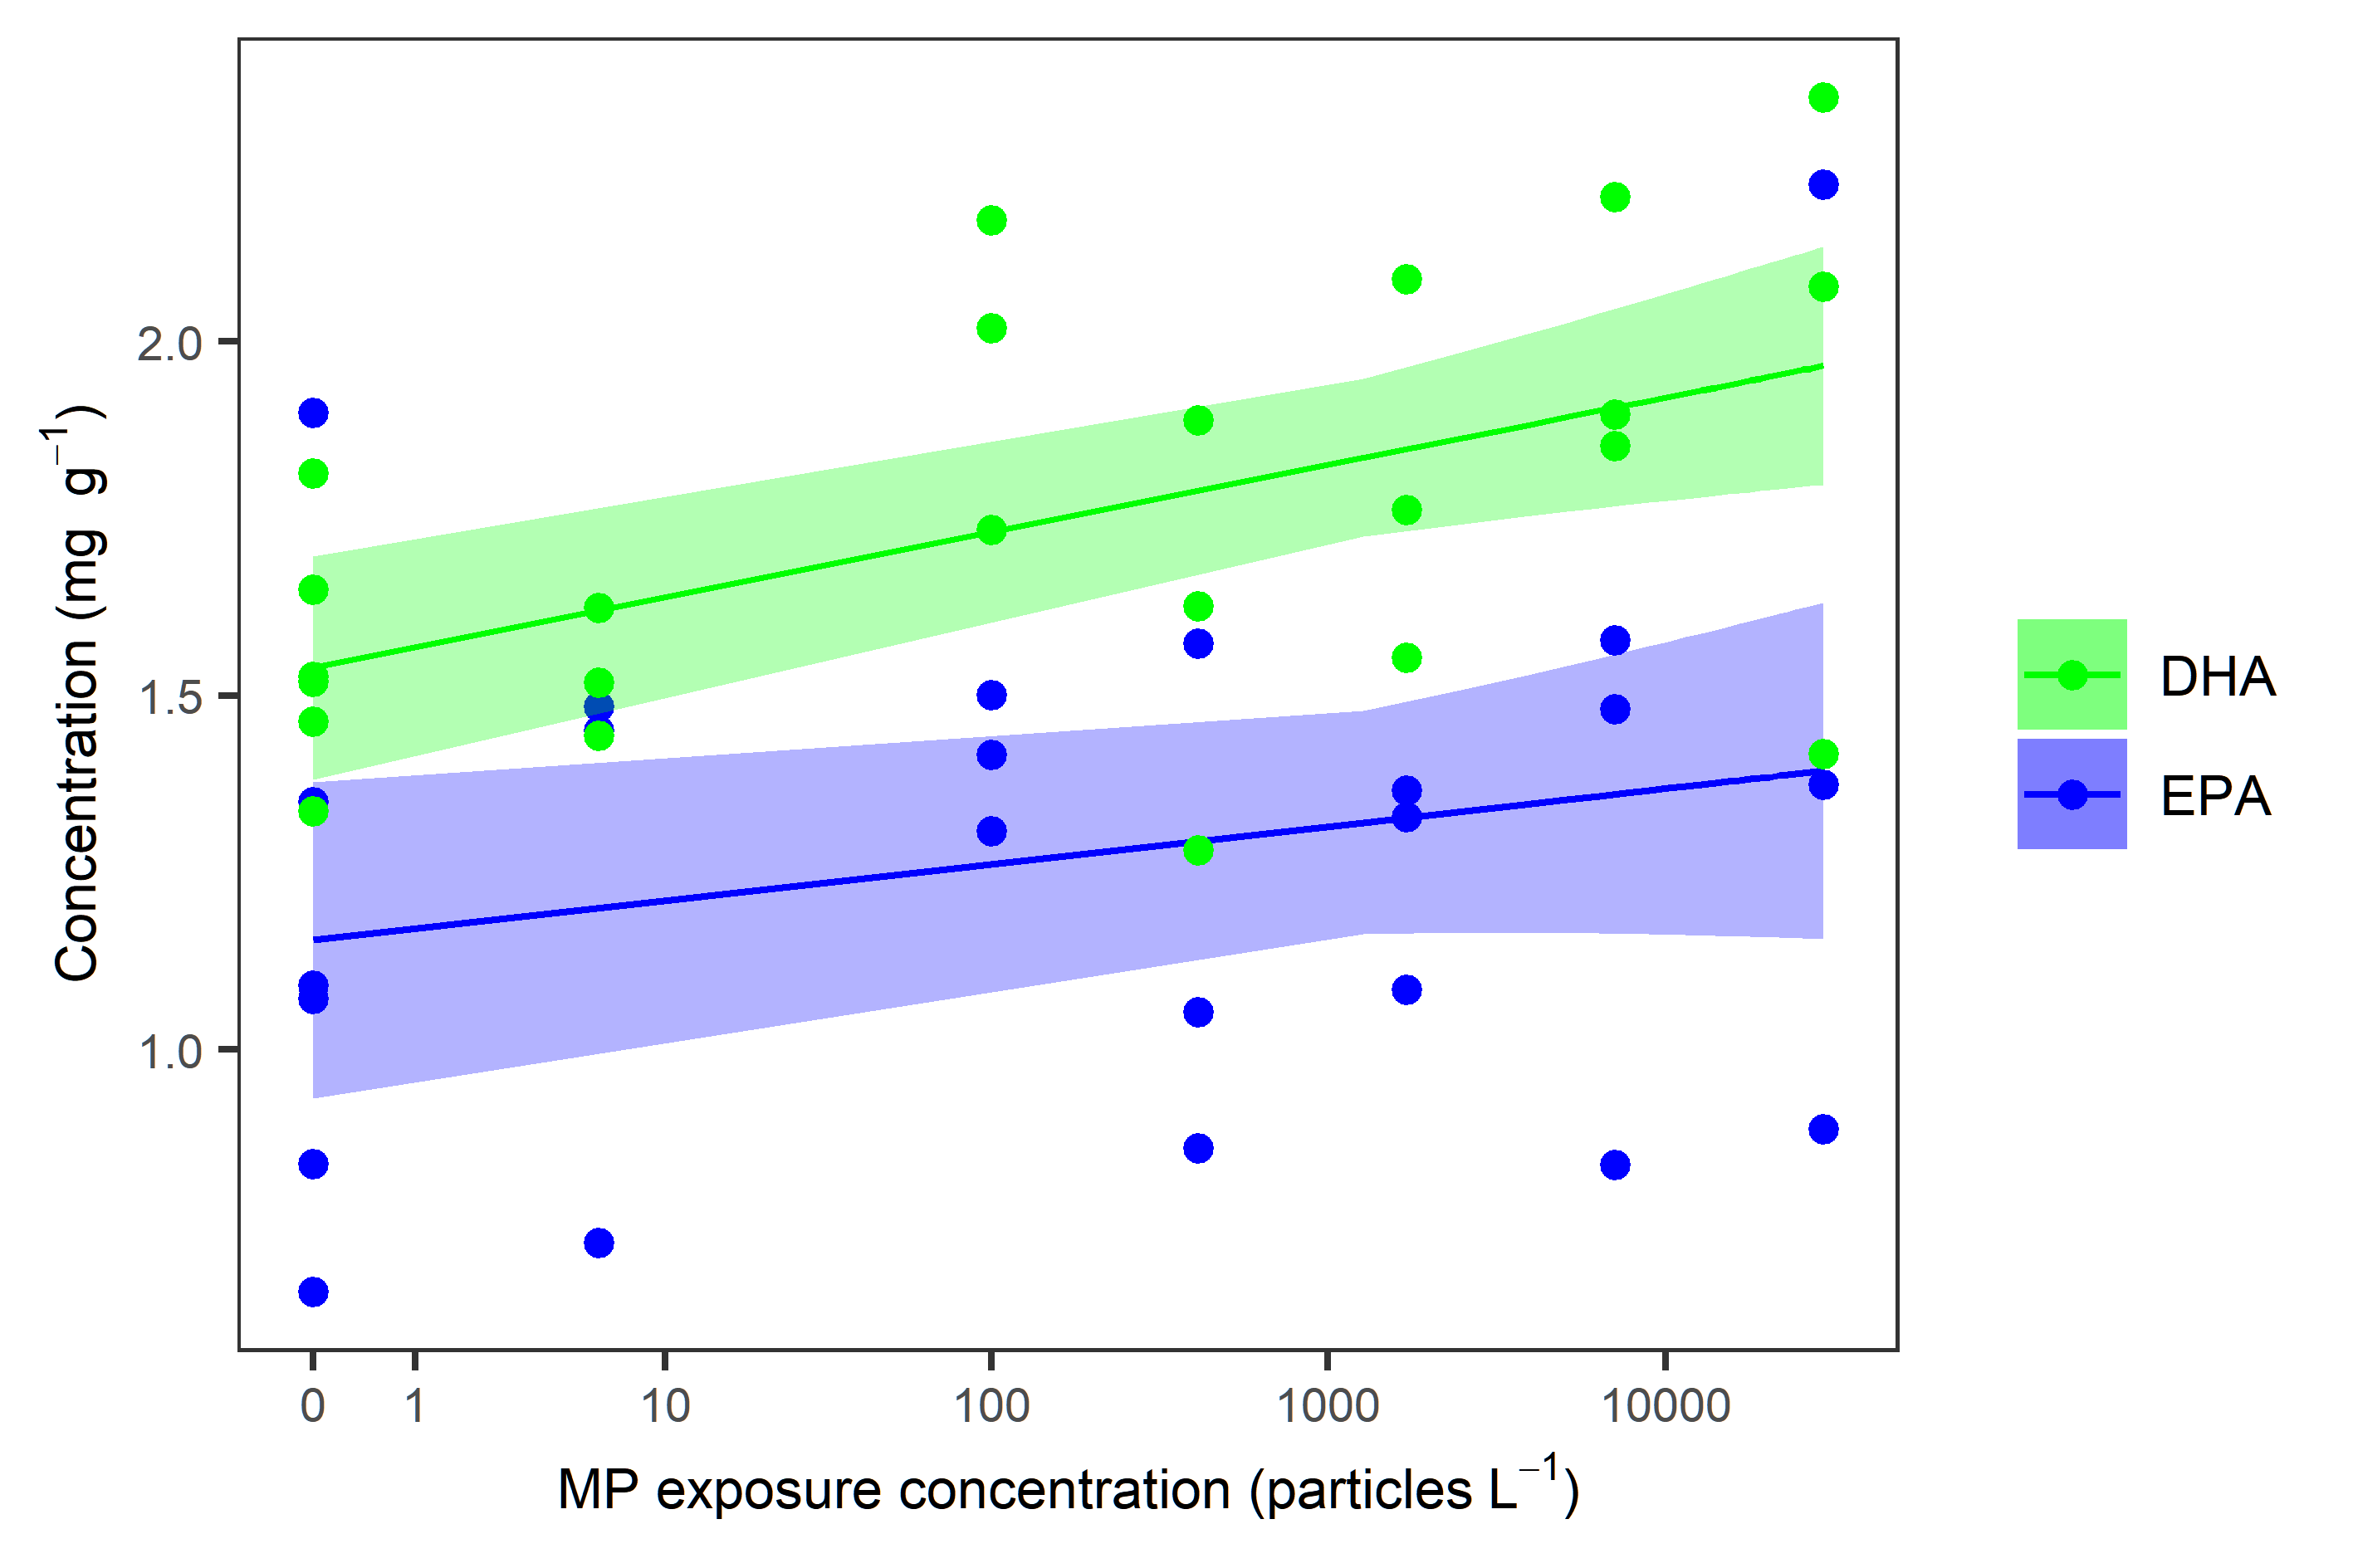 Concentration (mg g⁻¹)
2.0
1.5
1.0
0 1 10 100 1000 10000
MP exposure concentration (particles L⁻¹)
DHA
EPA